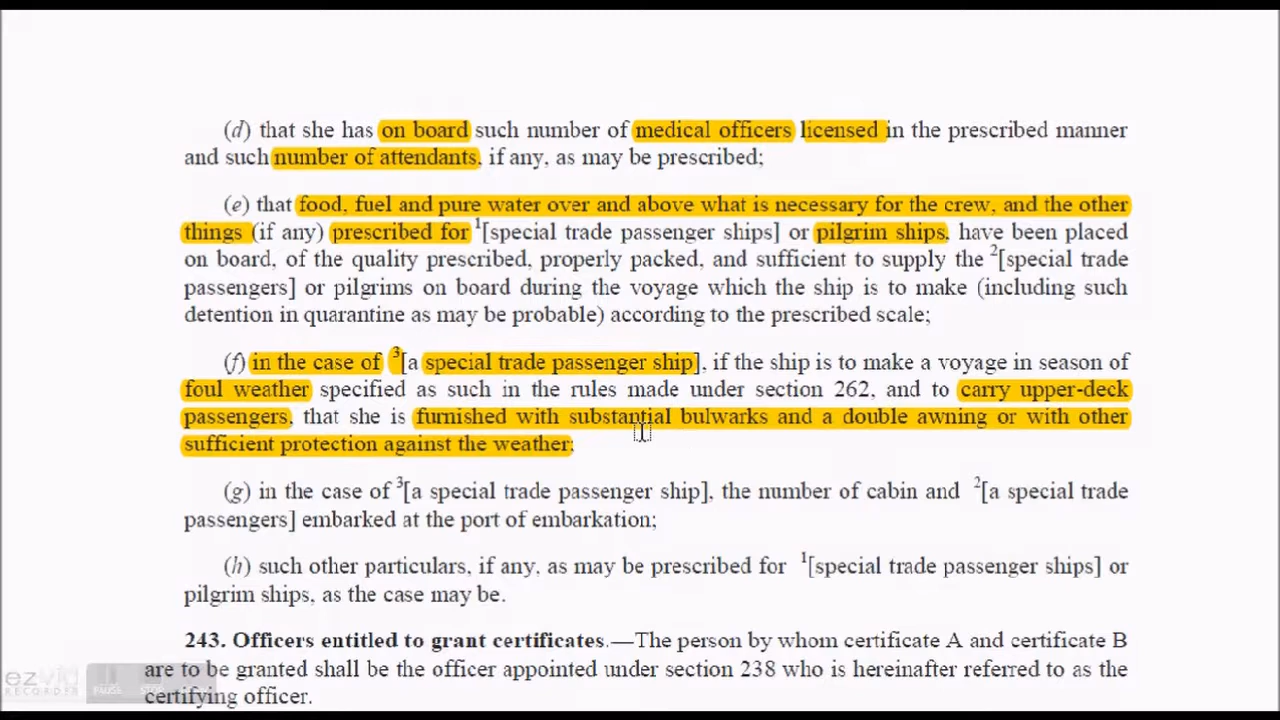 (d) that she has on board such number of medical officers licensed in the prescribed manner
and such number of attendants, if any, as may be prescribed;
(e) that food, fuel and pure water over and above what is necessary for the crew, and the other
things (if any) prescribed for 1[special trade passenger ships] or pilgrim ships, have been placed
on board, of the quality prescribed, properly packed, and sufficient to supply the 2[special trade
passengers] or pilgrims on board during the voyage which the ship is to make (including such
detention in quarantine as may be probable) according to the prescribed scale;
(f) in the case of 3[a special trade passenger ship], if the ship is to make a voyage in season of
foul weather specified as such in the rules made under section 262, and to carry upper-deck
passengers, that she is furnished with substantial bulwarks and a double awning or with other
sufficient protection against the weather;
(g) in the case of 3[a special trade passenger ship], the number of cabin and 2[a special trade
passengers] embarked at the port of embarkation;
(h) such other particulars, if any, as may be prescribed for 1[special trade passenger ships] or
pilgrim ships, as the case may be.
243. Officers entitled to grant certificates.—The person by whom certificate A and certificate B
are to be granted shall be the officer appointed under section 238 who is hereinafter referred to as the
certifying officer.
ezvid
RECORDER
PAUSE STOP